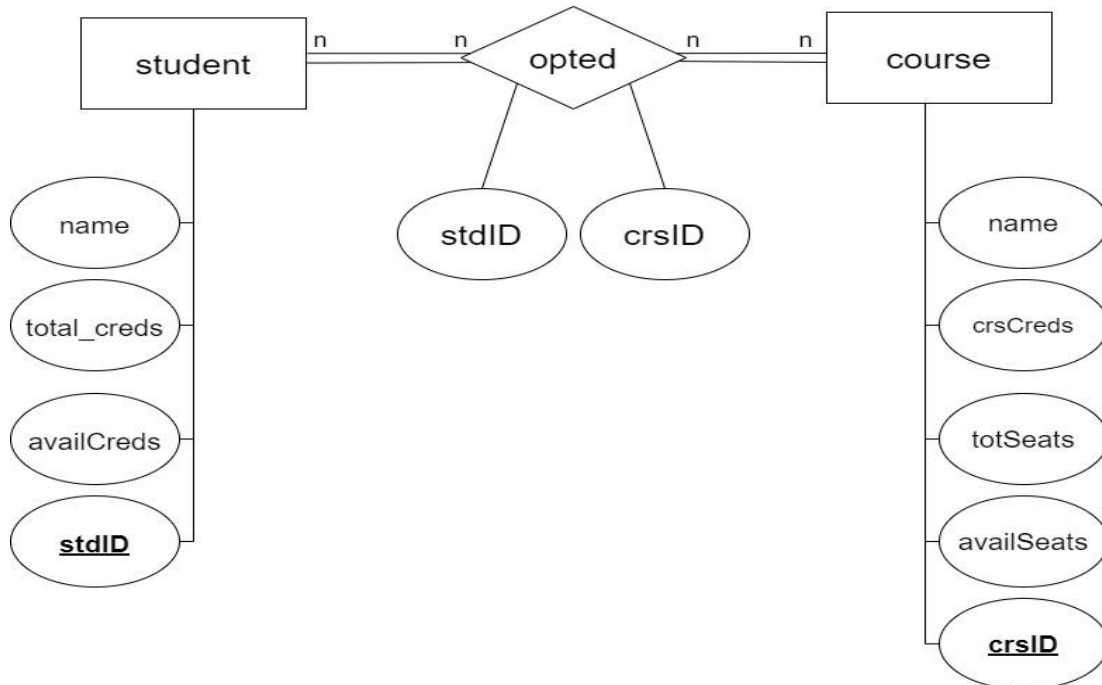 student
n
n
opted
n
n
course
name
total_creds
availCreds
stdID
stdID
crsID
name
crsCreds
totSeats
availSeats
crsID